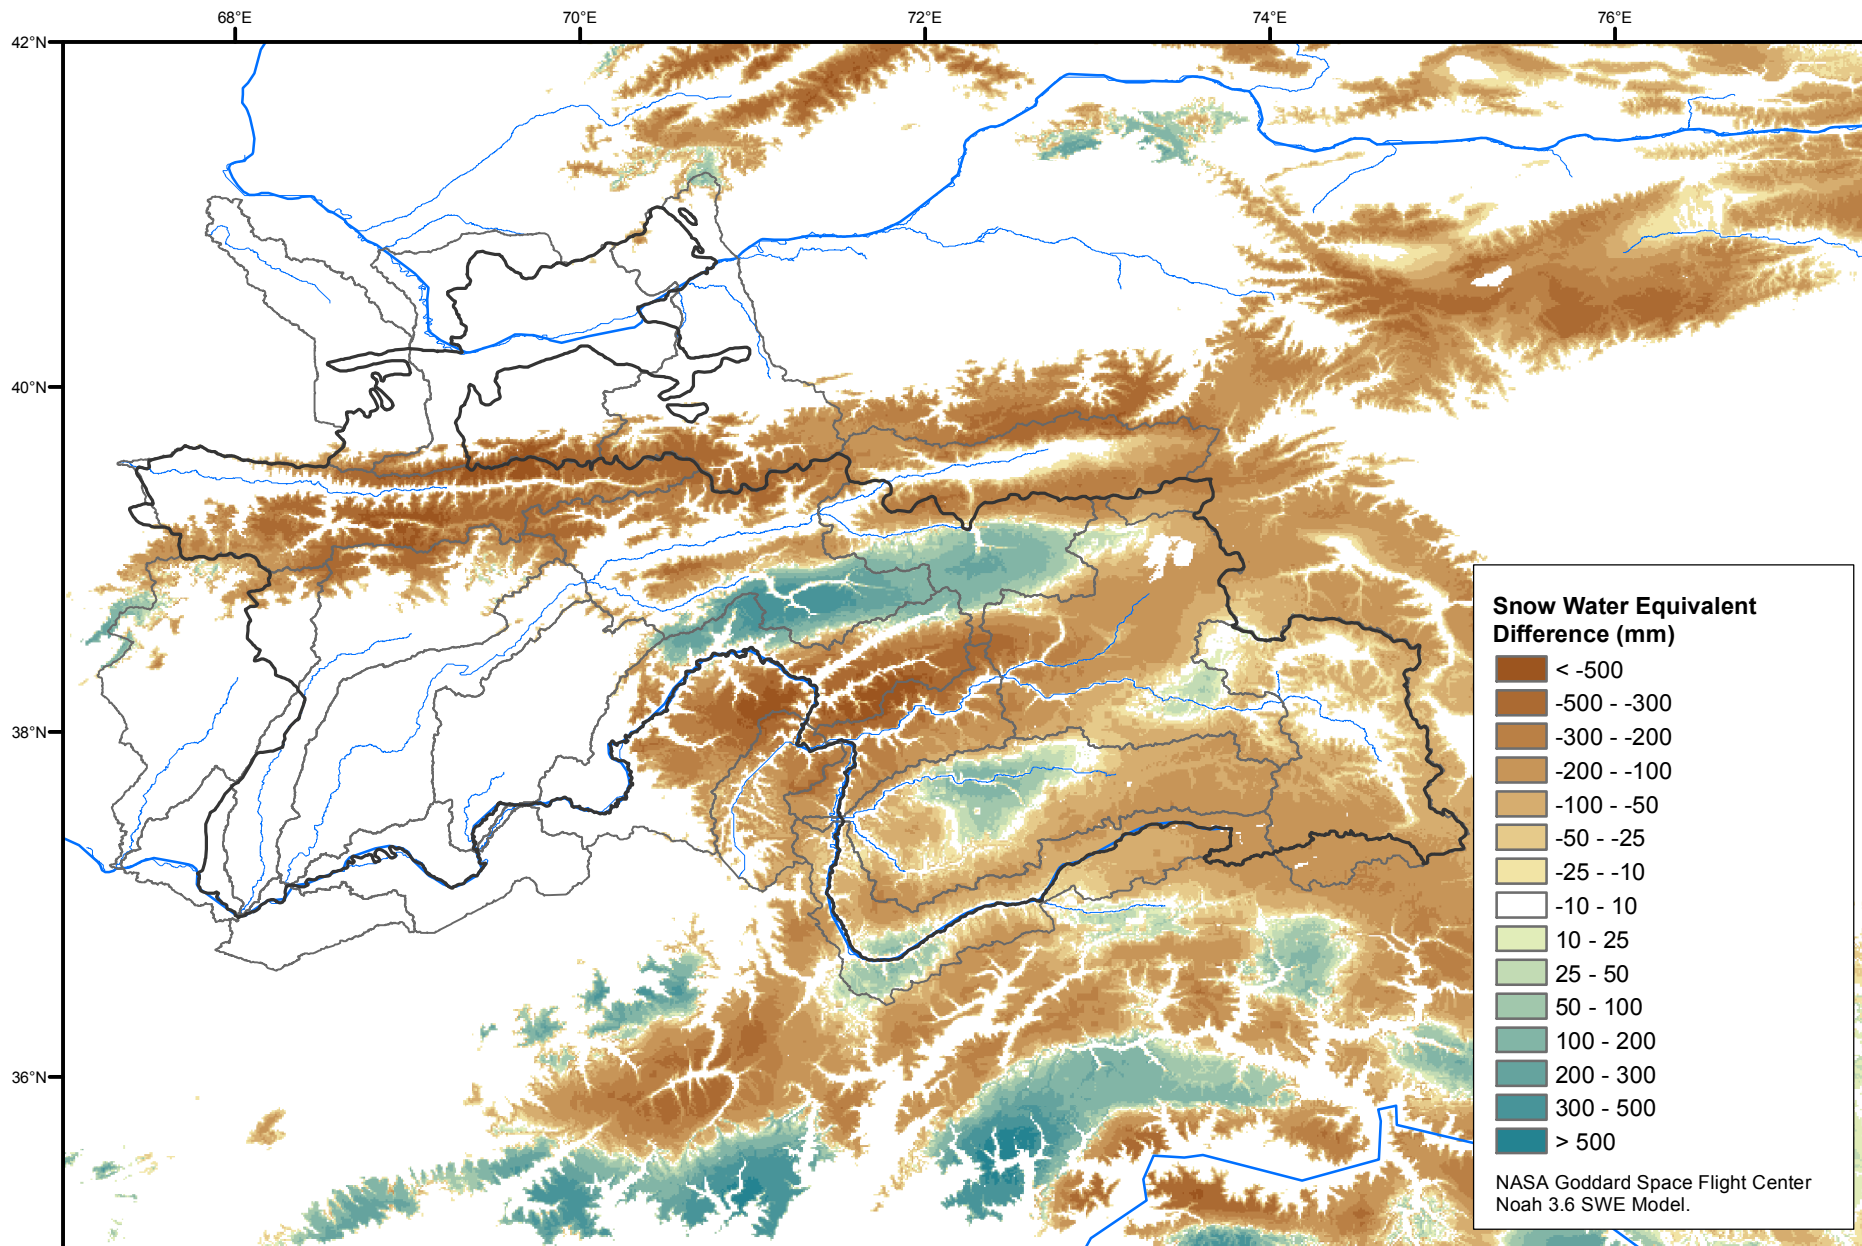 68°E 70°E 72°E 74°E 76°E
42°N
40°N
38°N
36°N
Snow Water Equivalent
Difference (mm)
< -500
-500 - -300
-300 - -200
-200 - -100
-100 - -50
-50 - -25
-25 - -10
-10 - 10
10 - 25
25 - 50
50 - 100
100 - 200
200 - 300
300 - 500
> 500
NASA Goddard Space Flight Center
Noah 3.6 SWE Model.